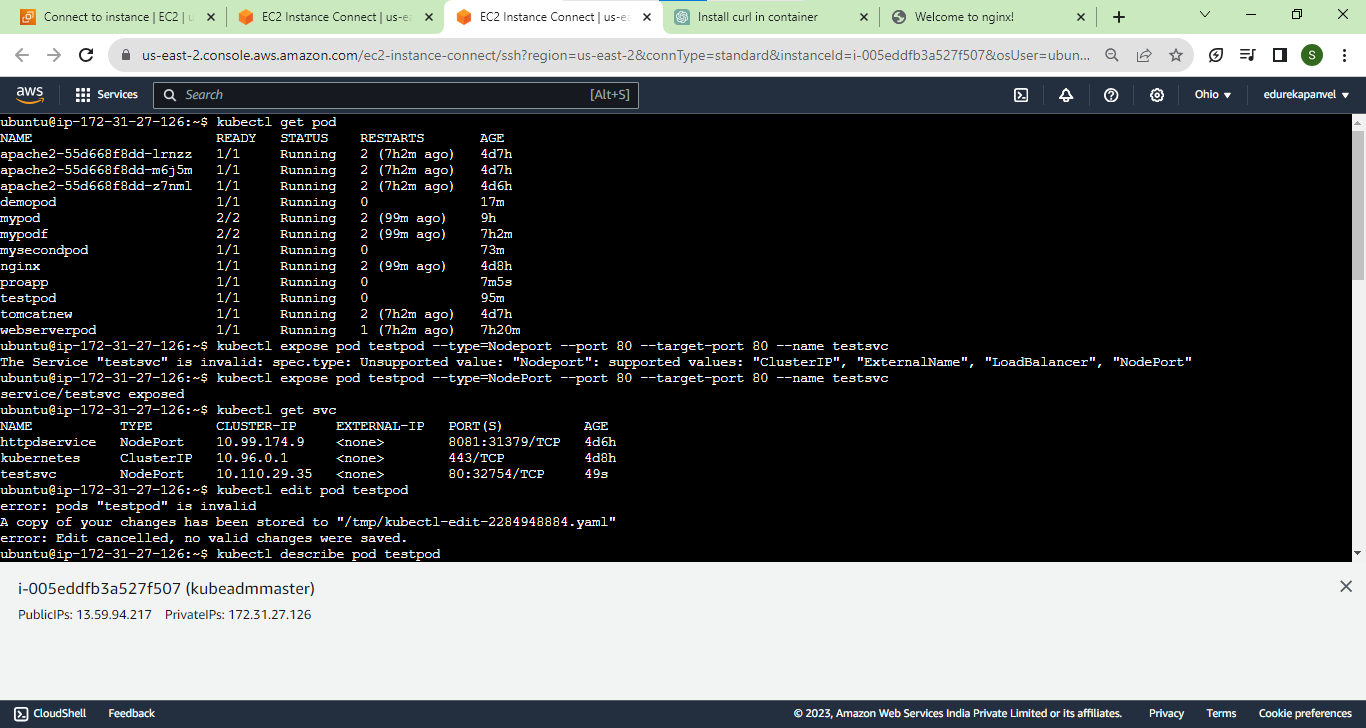 Connect to instance | EC2 | u
EC2 Instance Connect | us-ea
EC2 Instance Connect | us-ea
Install curl in container
Welcome to nginx!
us-east-2.console.aws.amazon.com/ec2-instance-connect/ssh?region=us-east-2&connType=standard&instanceId=i-005eddfb3a527f507&osUser=ubun...
S
aws
Services
Search
[Alt+S]
Ohio
edurekapanvel
ubuntu@ip-172-31-27-126:~$ kubectl get pod
NAME READY STATUS RESTARTS AGE
apache2-55d668f8dd-lrnzz 1/1 Running 2 (7h2m ago) 4d7h
apache2-55d668f8dd-m6j5m 1/1 Running 2 (7h2m ago) 4d7h
apache2-55d668f8dd-z7nml 1/1 Running 2 (7h2m ago) 4d6h
demopod 1/1 Running 0 17m
mypod 2/2 Running 2 (99m ago) 9h
mypodf 2/2 Running 2 (99m ago) 7h2m
mysecondpod 1/1 Running 0 73m
nginx 1/1 Running 2 (99m ago) 4d8h
proapp 1/1 Running 0 7m5s
testpod 1/1 Running 0 95m
tomcatnew 1/1 Running 2 (7h2m ago) 4d7h
webserverpod 1/1 Running 1 (7h2m ago) 7h20m
ubuntu@ip-172-31-27-126:~$ kubectl expose pod testpod --type=Nodeport --port 80 --target-port 80 --name testsvc
The Service "testsvc" is invalid: spec.type: Unsupported value: "Nodeport": supported values: "ClusterIP", "ExternalName", "LoadBalancer", "NodePort"
ubuntu@ip-172-31-27-126:~$ kubectl expose pod testpod --type=NodePort --port 80 --target-port 80 --name testsvc
service/testsvc exposed
ubuntu@ip-172-31-27-126:~$ kubectl get svc
NAME TYPE CLUSTER-IP EXTERNAL-IP PORT(S) AGE
httpdservice NodePort 10.99.174.9 <none> 8081:31379/TCP 4d6h
kubernetes ClusterIP 10.96.0.1 <none> 443/TCP 4d8h
testsvc NodePort 10.110.29.35 <none> 80:32754/TCP 49s
ubuntu@ip-172-31-27-126:~$ kubectl edit pod testpod
error: pods "testpod" is invalid
A copy of your changes has been stored to "/tmp/kubectl-edit-2284948884.yaml"
error: Edit cancelled, no valid changes were saved.
ubuntu@ip-172-31-27-126:~$ kubectl describe pod testpod
i-005eddfb3a527f507 (kubeadmmaster)
PublicIPs: 13.59.94.217 PrivateIPs: 172.31.27.126
CloudShell Feedback © 2023, Amazon Web Services India Private Limited or its affiliates. Privacy Terms Cookie preferences